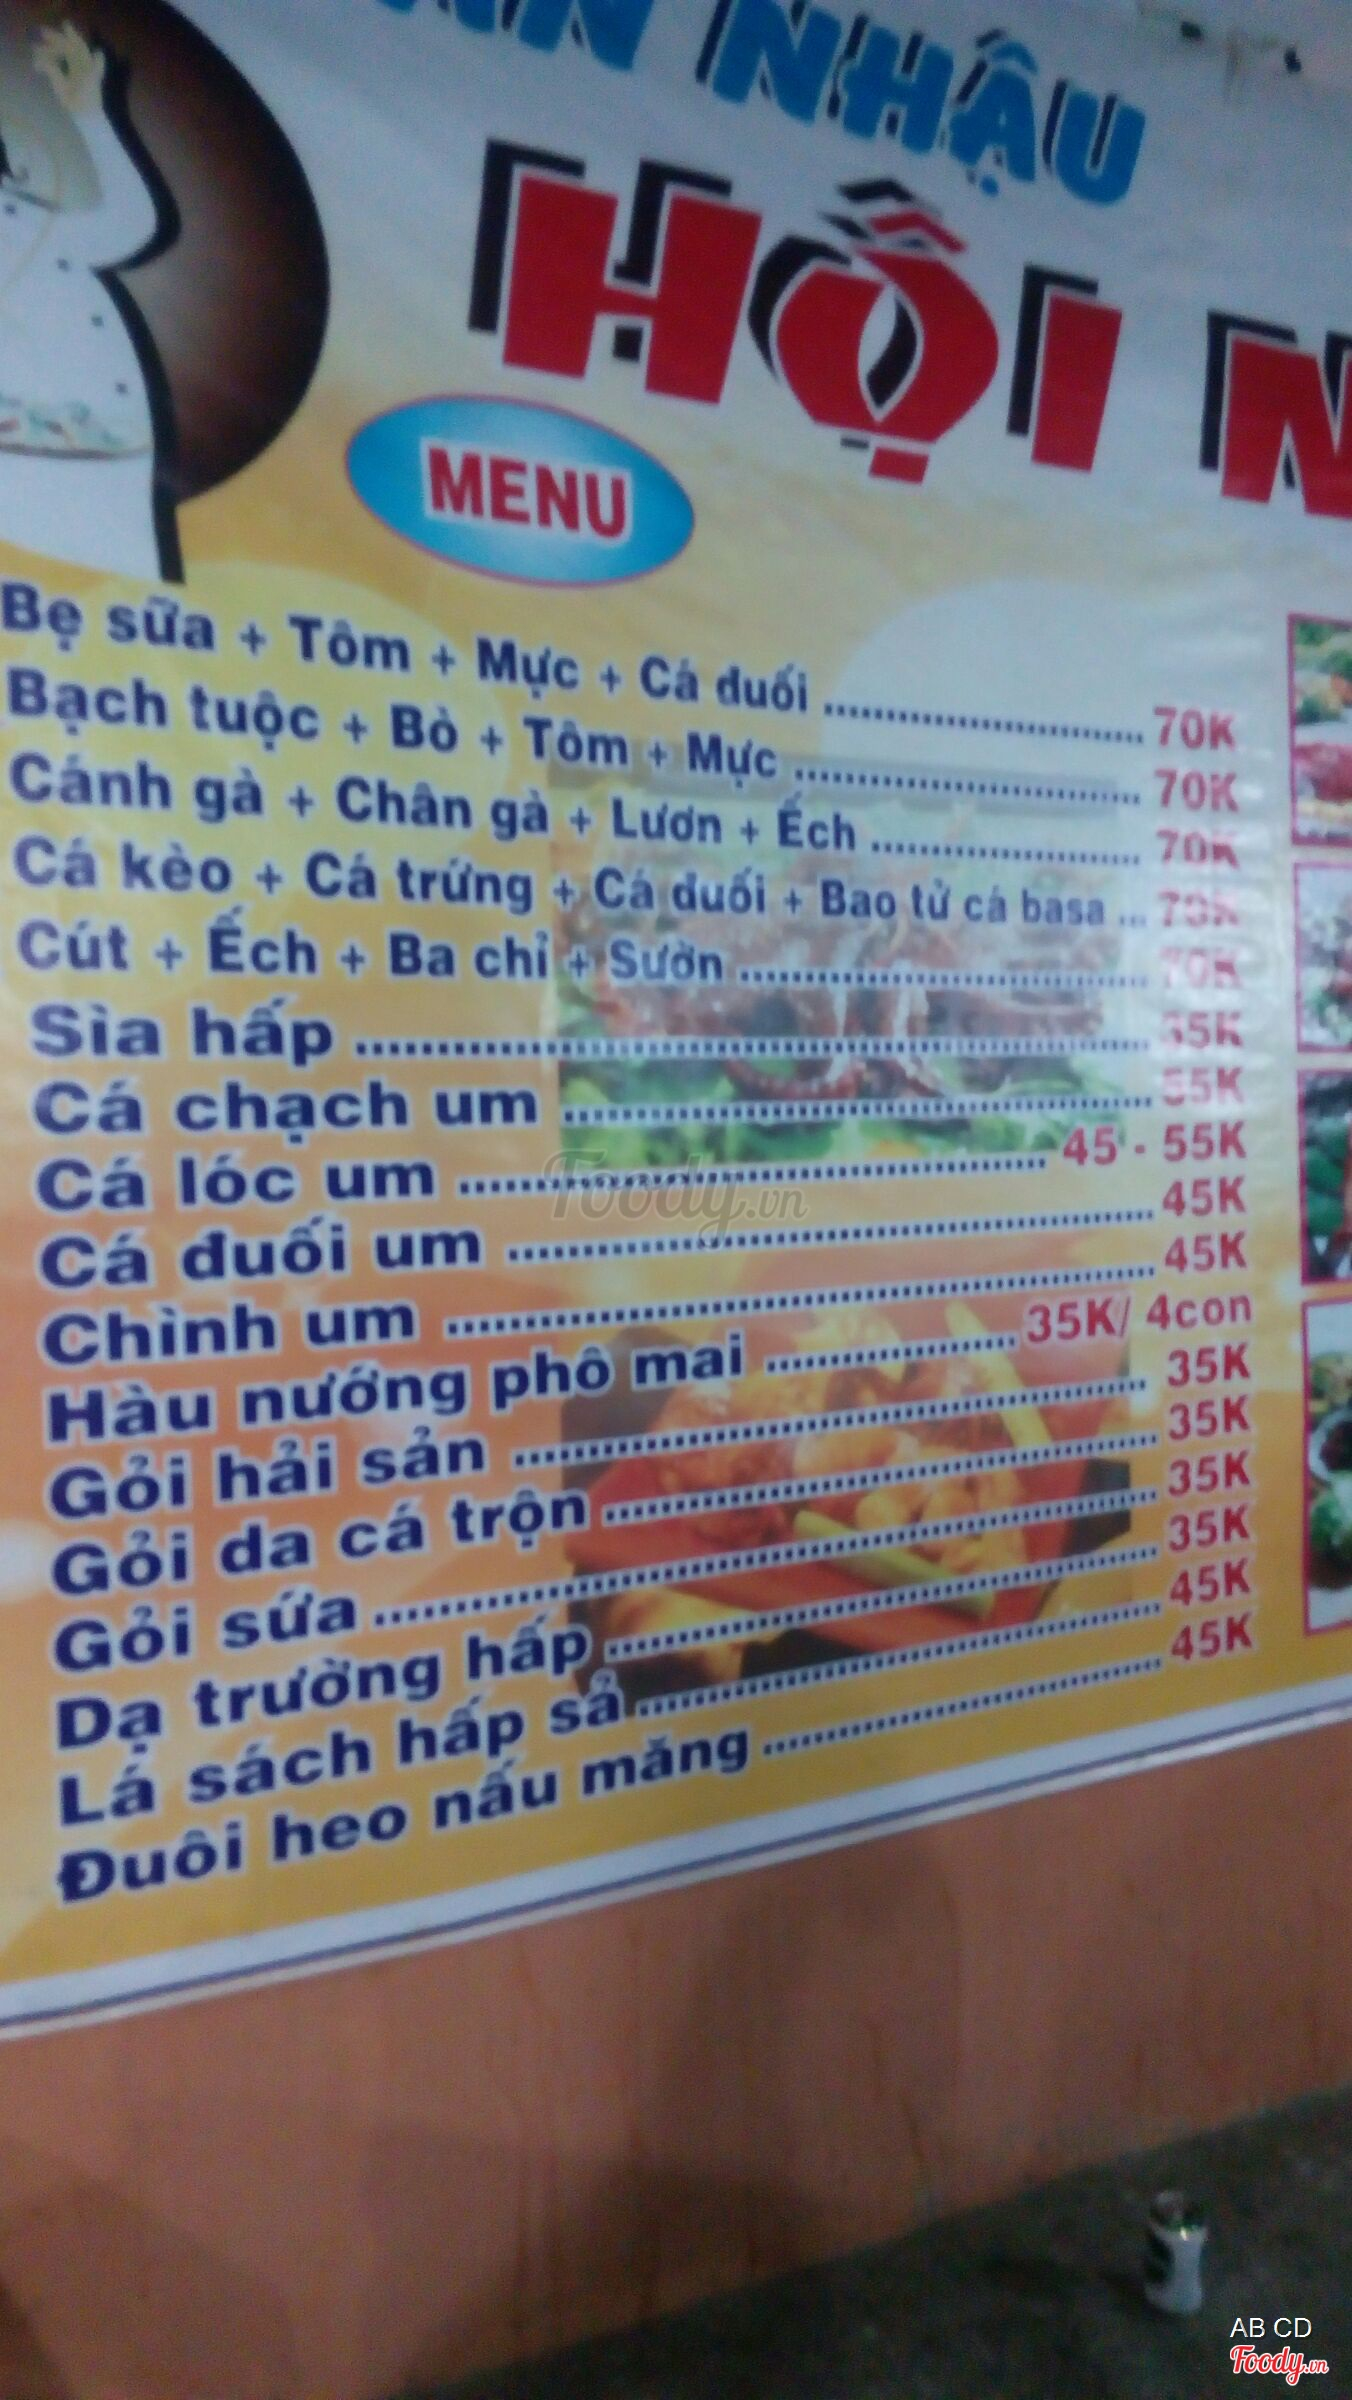 NHẬU
HỘI
MENU
Bẹ sữa + Tôm + Mực + Cá đuối ........ 70K
Bạch tuộc + Bò + Tôm + Mực ........ 70K
Cánh gà + Chân gà + Lươn + Ếch ........ 70K
Cá kèo + Cá trứng + Cá đuối + Bao tử cá basa ... 70K
Cút + Ếch + Ba chỉ + Sườn ........ 70K
Sìa hấp ........
Cá chạch um ........ 55K
Cá lóc um ........ 45 - 55K
Cá đuối um ........ 45K
Chình um ........ 45K
Hàu nướng phô mai ........ 35K/ 4con
Gỏi hải sản ........ 35K
Gỏi da cá trộn ........ 35K
Gỏi sứa ........ 35K
Dạ trường hấp ........ 35K
Lá sách hấp sả ........ 45K
Đuôi heo nấu măng ........ 45K
Foody.vn
AB CD
Foody.vn